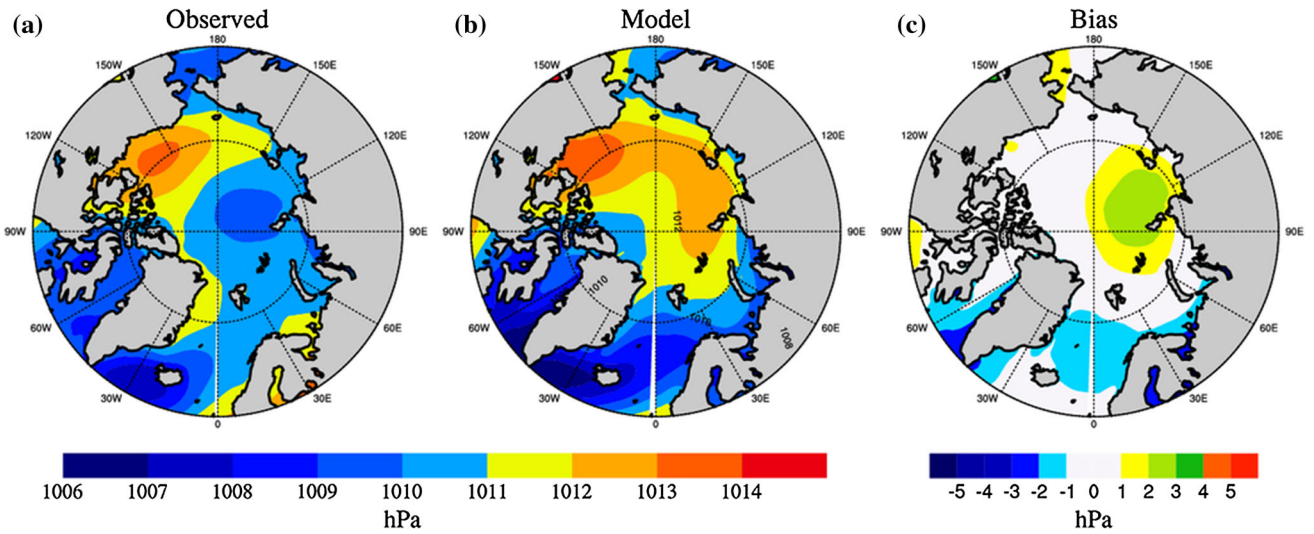 (a) Observed
(b) Model
(c) Bias
180
150W
150E
120W
120E
90W
90E
60W
60E
30W
30E
0
180
150W
150E
120W
120E
90W
90E
60W
60E
30W
30E
0
1012
1010
1010
1008
180
150W
150E
120W
120E
90W
90E
60W
60E
30W
30E
0
1006 1007 1008 1009 1010 1011 1012 1013 1014
hPa
-5 -4 -3 -2 -1 0 1 2 3 4 5
hPa